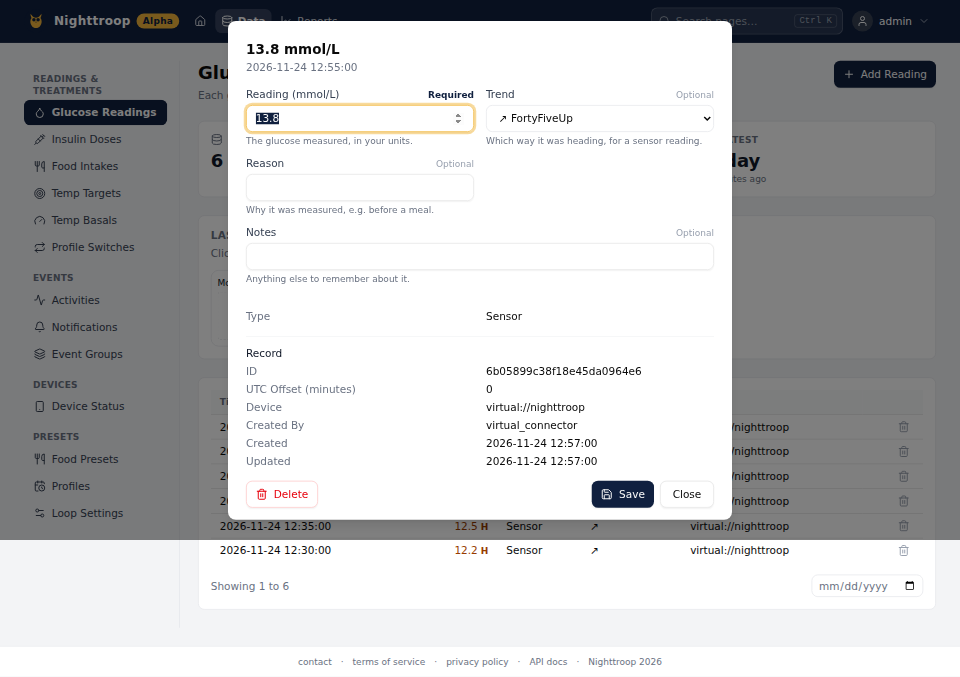 Nighttroop Alpha
Data
Reports
Search pages...
Ctrl K
admin
READINGS & TREATMENTS
Glucose Readings
Insulin Doses
Food Intakes
Temp Targets
Temp Basals
Profile Switches
EVENTS
Activities
Notifications
Event Groups
DEVICES
Device Status
PRESETS
Food Presets
Profiles
Loop Settings
Add Reading
13.8 mmol/L
2026-11-24 12:55:00
Reading (mmol/L) Required
13.8
The glucose measured, in your units.
Trend Optional
↗ FortyFiveUp
Which way it was heading, for a sensor reading.
Reason Optional
Why it was measured, e.g. before a meal.
Notes Optional
Anything else to remember about it.
Type Sensor
Record
ID 6b05899c38f18e45da0964e6
UTC Offset (minutes) 0
Device virtual://nighttroop
Created By virtual_connector
Created 2026-11-24 12:57:00
Updated 2026-11-24 12:57:00
Delete
Save
Close
2026-11-24 12:35:00 12.5 H Sensor ↗ virtual://nighttroop
2026-11-24 12:30:00 12.2 H Sensor ↗ virtual://nighttroop
Showing 1 to 6
mm/dd/yyyy
contact · terms of service · privacy policy · API docs · Nighttroop 2026